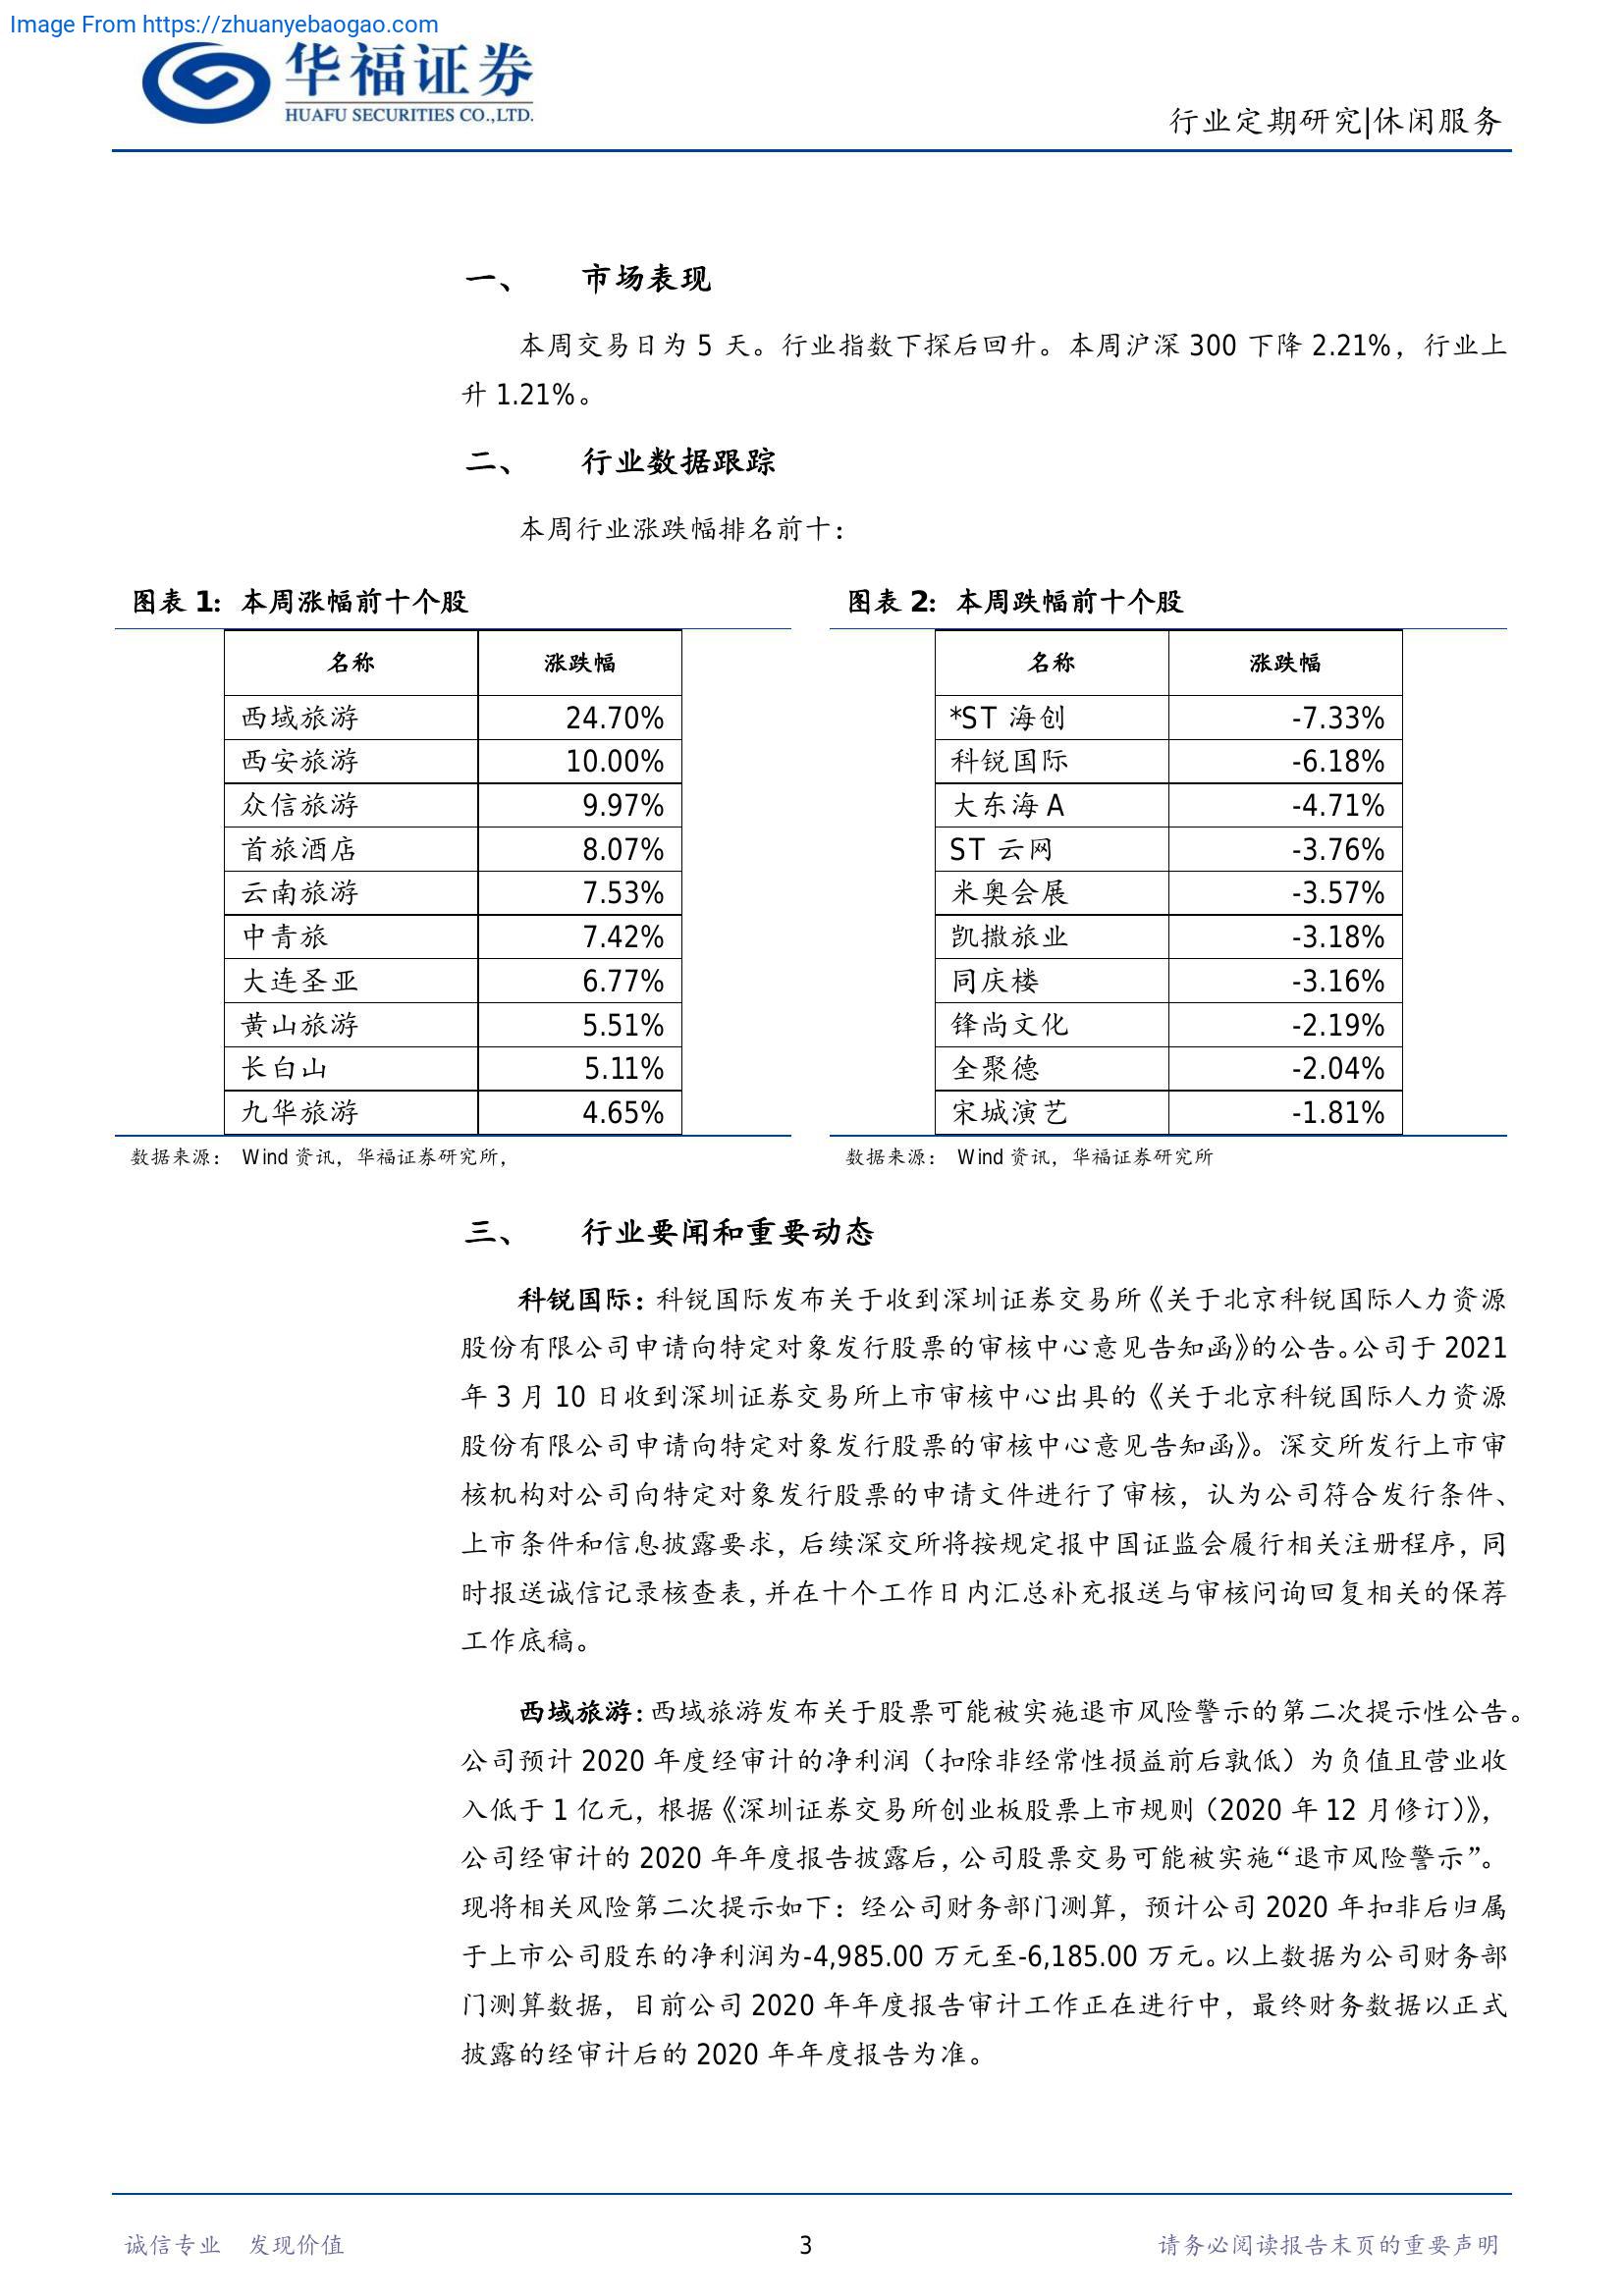 Image From https://zhuanyebaogao.com
华福证券
HUAFU SECURITIES CO.,LTD.
行业定期研究|休闲服务
一、 市场表现
本周交易日为 5 天。行业指数下探后回升。本周沪深 300 下降 2.21%，行业上
升 1.21%。
二、 行业数据跟踪
本周行业涨跌幅排名前十：
图表 1: 本周涨幅前十个股
名称 涨跌幅
西域旅游 24.70%
西安旅游 10.00%
众信旅游 9.97%
首旅酒店 8.07%
云南旅游 7.53%
中青旅 7.42%
大连圣亚 6.77%
黄山旅游 5.51%
长白山 5.11%
九华旅游 4.65%
数据来源： Wind 资讯，华福证券研究所，
图表 2: 本周跌幅前十个股
名称 涨跌幅
*ST 海创 -7.33%
科锐国际 -6.18%
大东海 A -4.71%
ST 云网 -3.76%
米奥会展 -3.57%
凯撒旅业 -3.18%
同庆楼 -3.16%
锋尚文化 -2.19%
全聚德 -2.04%
宋城演艺 -1.81%
数据来源： Wind 资讯，华福证券研究所
三、 行业要闻和重要动态
科锐国际：科锐国际发布关于收到深圳证券交易所《关于北京科锐国际人力资源
股份有限公司申请向特定对象发行股票的审核中心意见告知函》的公告。公司于 2021
年 3 月 10 日收到深圳证券交易所上市审核中心出具的《关于北京科锐国际人力资源
股份有限公司申请向特定对象发行股票的审核中心意见告知函》。深交所发行上市审
核机构对公司向特定对象发行股票的申请文件进行了审核，认为公司符合发行条件、
上市条件和信息披露要求，后续深交所将按规定报中国证监会履行相关注册程序，同
时报送诚信记录核查表，并在十个工作日内汇总补充报送与审核问询回复相关的保荐
工作底稿。
西域旅游：西域旅游发布关于股票可能被实施退市风险警示的第二次提示性公告。
公司预计 2020 年度经审计的净利润（扣除非经常性损益前后孰低）为负值且营业收
入低于 1 亿元，根据《深圳证券交易所创业板股票上市规则（2020 年 12 月修订）》，
公司经审计的 2020 年年度报告披露后，公司股票交易可能被实施“退市风险警示”。
现将相关风险第二次提示如下：经公司财务部门测算，预计公司 2020 年扣非后归属
于上市公司股东的净利润为-4,985.00 万元至-6,185.00 万元。以上数据为公司财务部
门测算数据，目前公司 2020 年年度报告审计工作正在进行中，最终财务数据以正式
披露的经审计后的 2020 年年度报告为准。
诚信专业 发现价值
3
请务必阅读报告末页的重要声明